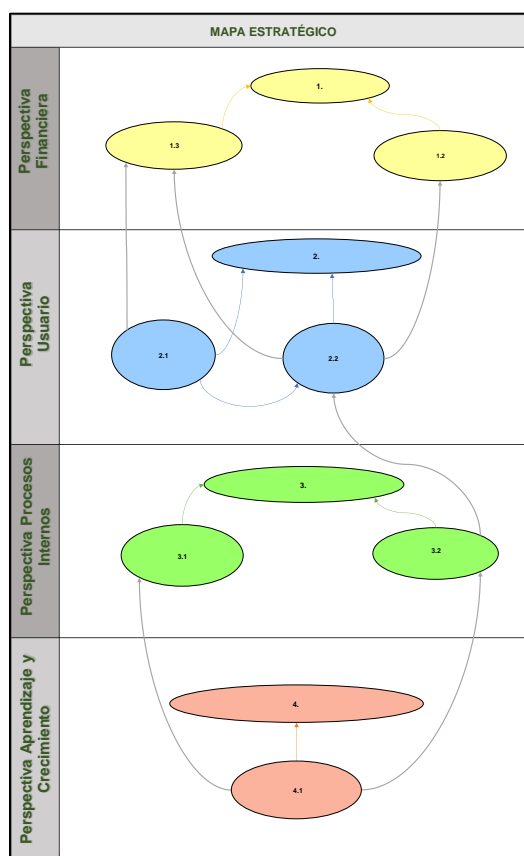 MAPA ESTRATÉGICO
Perspectiva
Financiera
1.
1.3
1.2
Perspectiva
Usuario
2.
2.1
2.2
Perspectiva Procesos
Internos
3.
3.1
3.2
Perspectiva Aprendizaje y
Crecimiento
4.
4.1